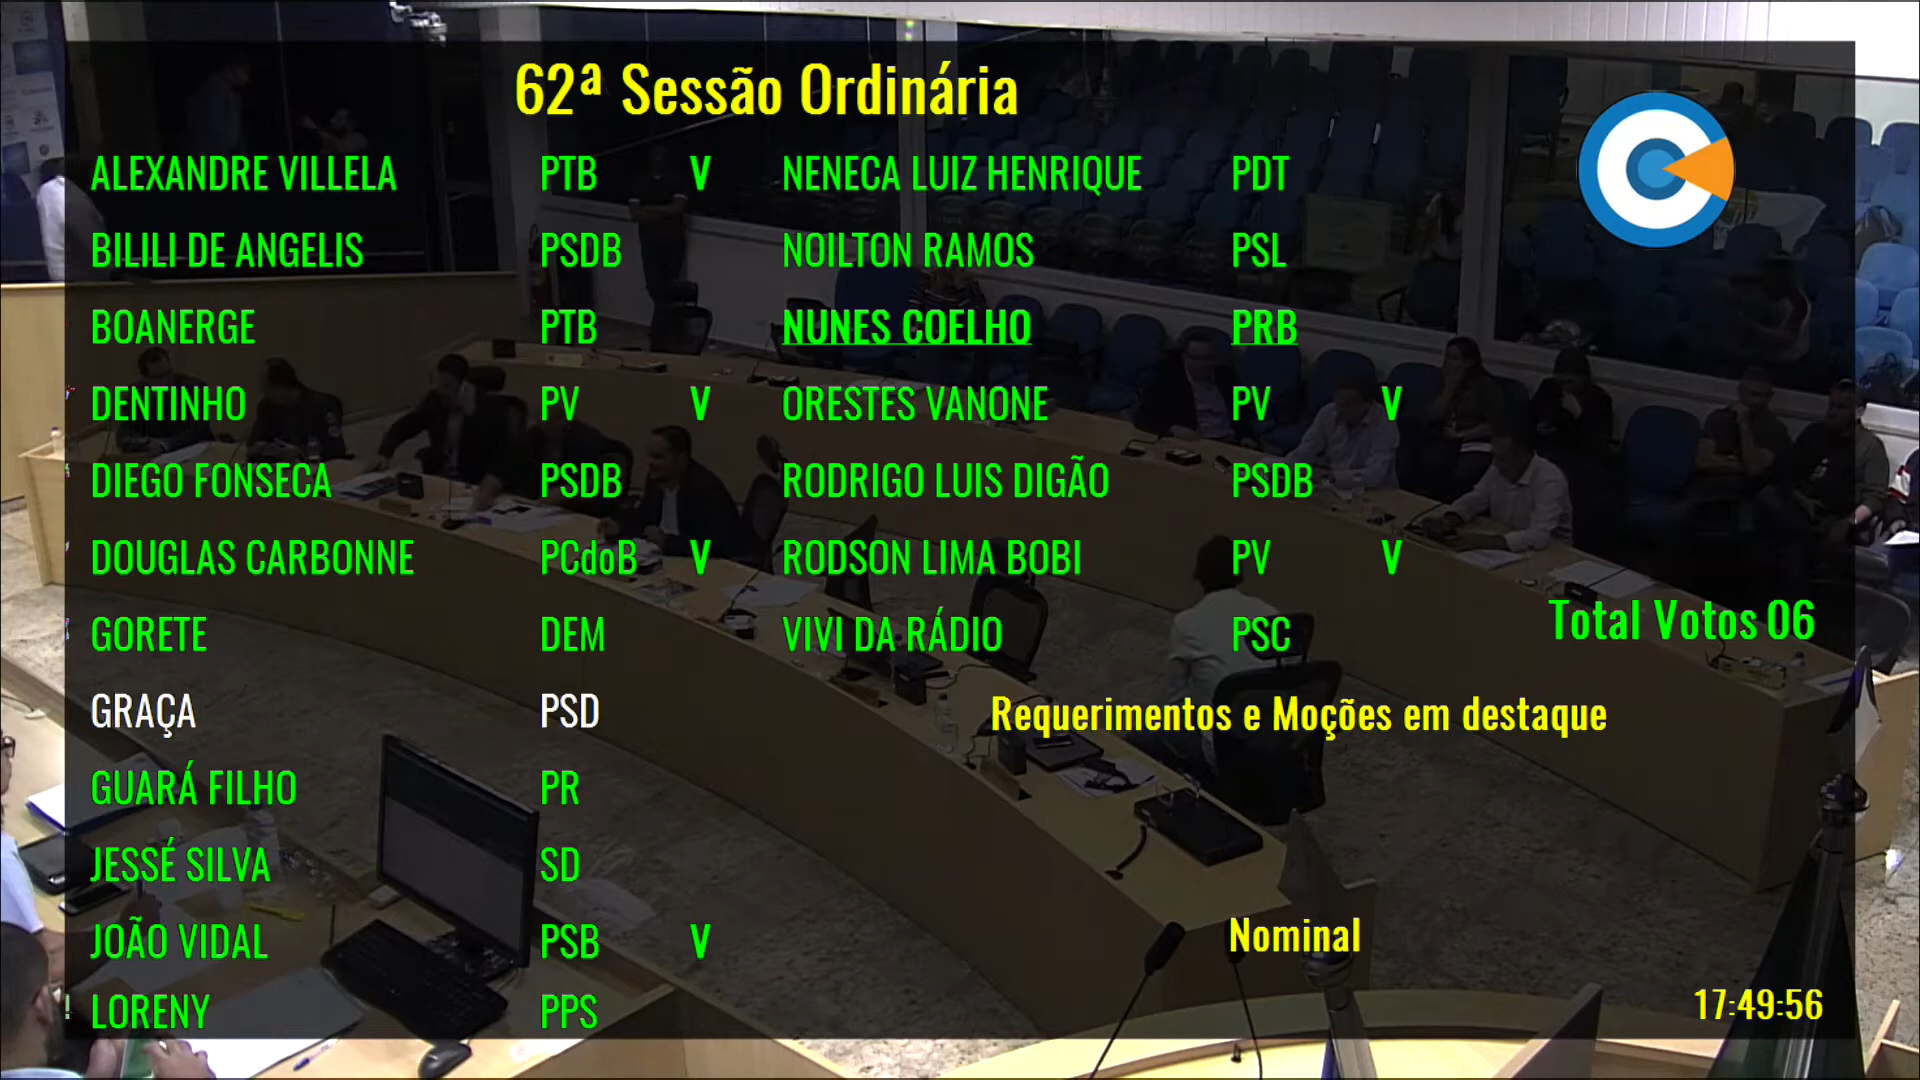 62ª Sessão Ordinária
ALEXANDRE VILLELA PTB V
BILILI DE ANGELIS PSDB
BOANERGE PTB
DENTINHO PV V
DIEGO FONSECA PSDB
DOUGLAS CARBONNE PCdoB V
GORETE DEM
GRAÇA PSD
GUARÁ FILHO PR
JESSÉ SILVA SD
JOÃO VIDAL PSB V
LORENY PPS
NENECA LUIZ HENRIQUE PDT
NOILTON RAMOS PSL
NUNES COELHO PRB
ORESTES VANONE PV V
RODRIGO LUIS DIGÃO PSDB
RODSON LIMA BOBI PV V
VIVI DA RÁDIO PSC
Total Votos 06
Requerimentos e Moções em destaque
Nominal
17:49:56